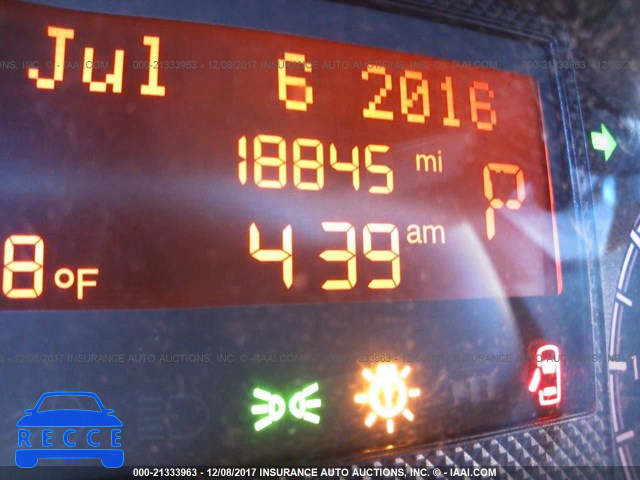 Jul 6 2016
18845 mi
P
4 39 am
8 °F
RECCE
000-21333963 - 12/08/2017 INSURANCE AUTO AUCTIONS, INC. © - IAAI.COM